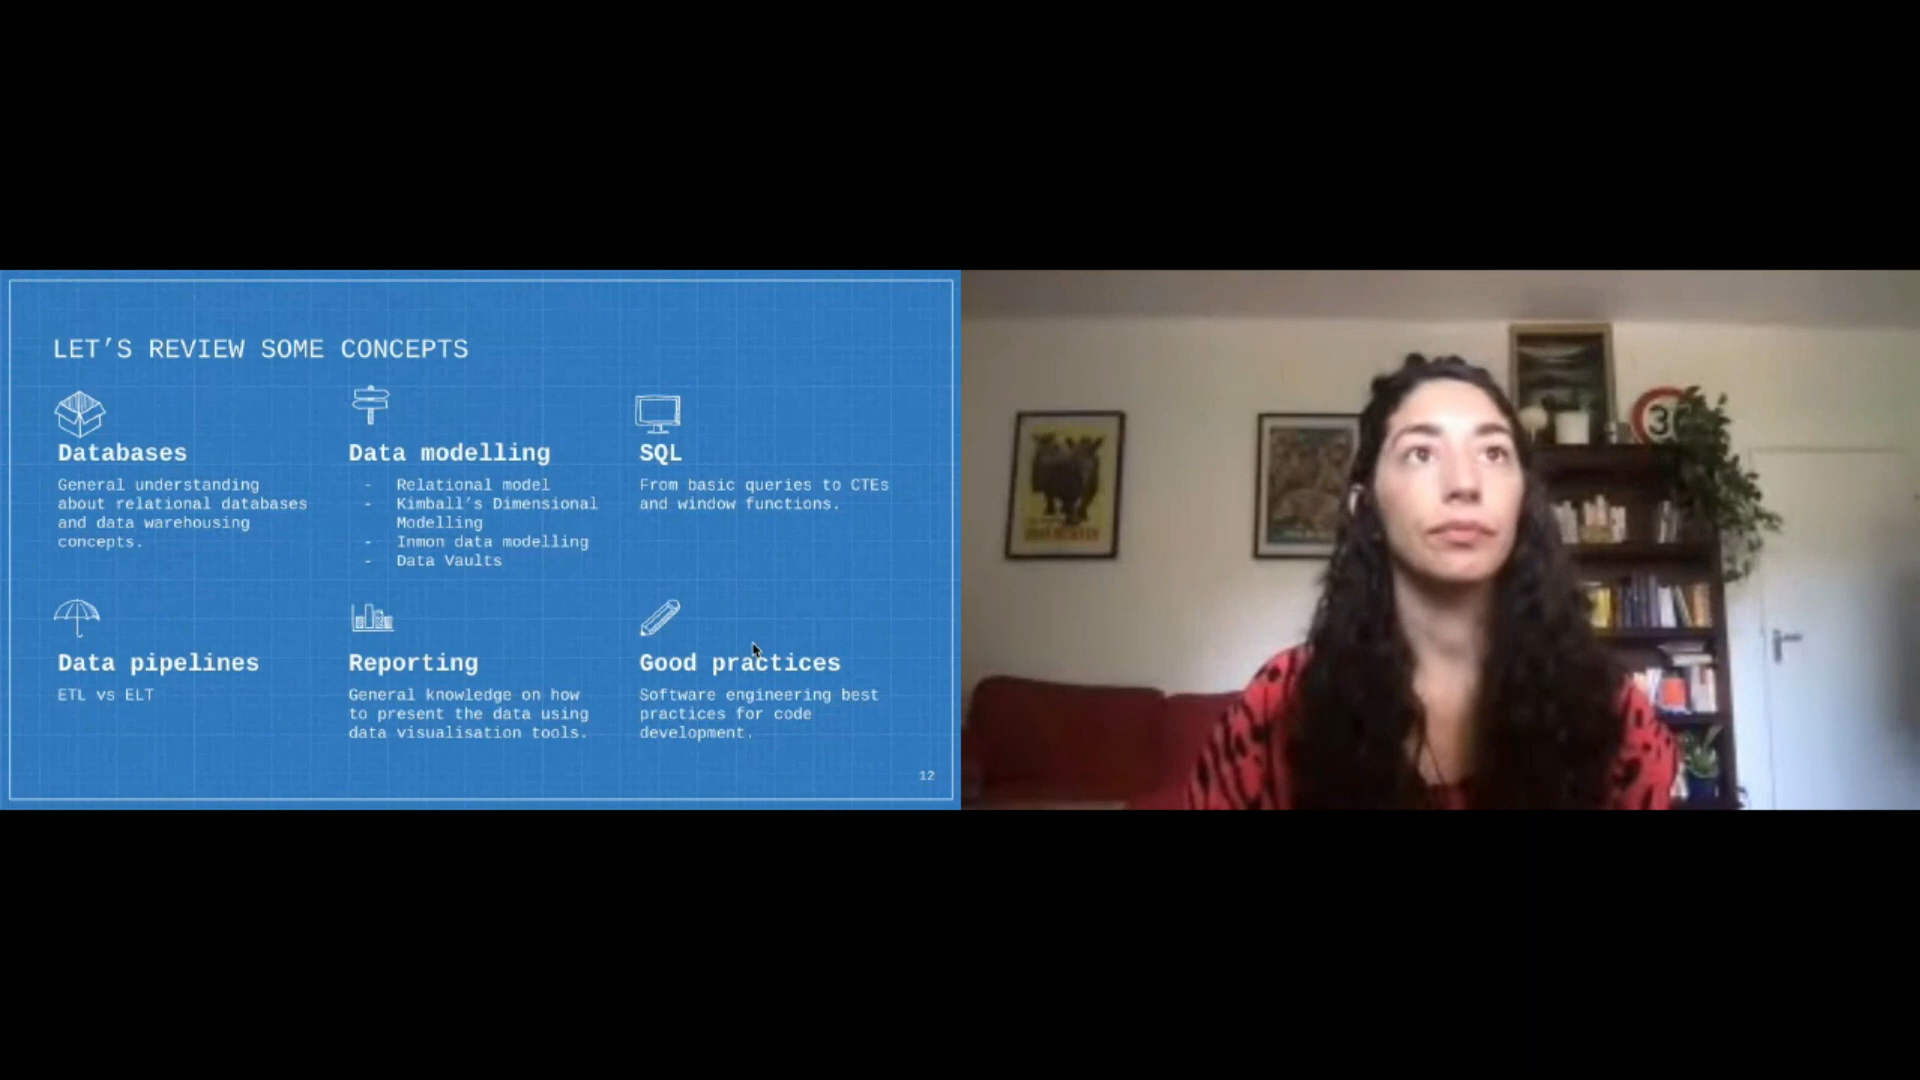 LET’S REVIEW SOME CONCEPTS
Databases
General understanding
about relational databases
and data warehousing
concepts.
Data modelling
- Relational model
- Kimball’s Dimensional
Modelling
- Inmon data modelling
- Data Vaults
SQL
From basic queries to CTEs
and window functions.
Data pipelines
ETL vs ELT
Reporting
General knowledge on how
to present the data using
data visualisation tools.
Good practices
Software engineering best
practices for code
development.
12